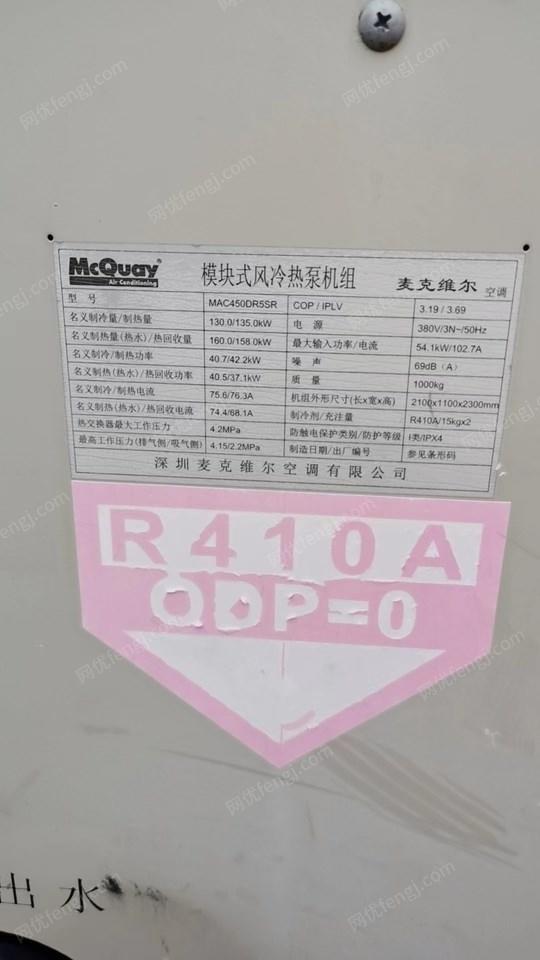 McQuay
Air Conditioning
模块式风冷热泵机组
麦克维尔 空调
型 号 MAC450DR5SR COP / IPLV 3.19 / 3.69
名义制冷量/制热量 130.0/135.0kW 电 源 380V/3N~/50Hz
名义制热量(热水)/热回收量 160.0/158.0kW 最大输入功率/电流 54.1kW/102.7A
名义制冷/制热功率 40.7/42.2kW 噪 声 69dB（A）
名义制热(热水)/热回收功率 40.5/37.1kW 质 量 1000kg
名义制冷/制热电流 75.6/76.3A 机组外形尺寸(长x宽x高) 2100x1100x2300mm
名义制热(热水)/热回收电流 74.4/68.1A 制冷剂/充注量 R410A/15kgx2
热交换器最大工作压力 4.2MPa 防触电保护类别/防护等级 I类/IPX4
最高工作压力(排气侧/吸气侧) 4.15/2.2MPa 制造日期/出厂编号 参见条形码
深圳麦克维尔空调有限公司
R410A
ODP=0
出水
网优fengj.com